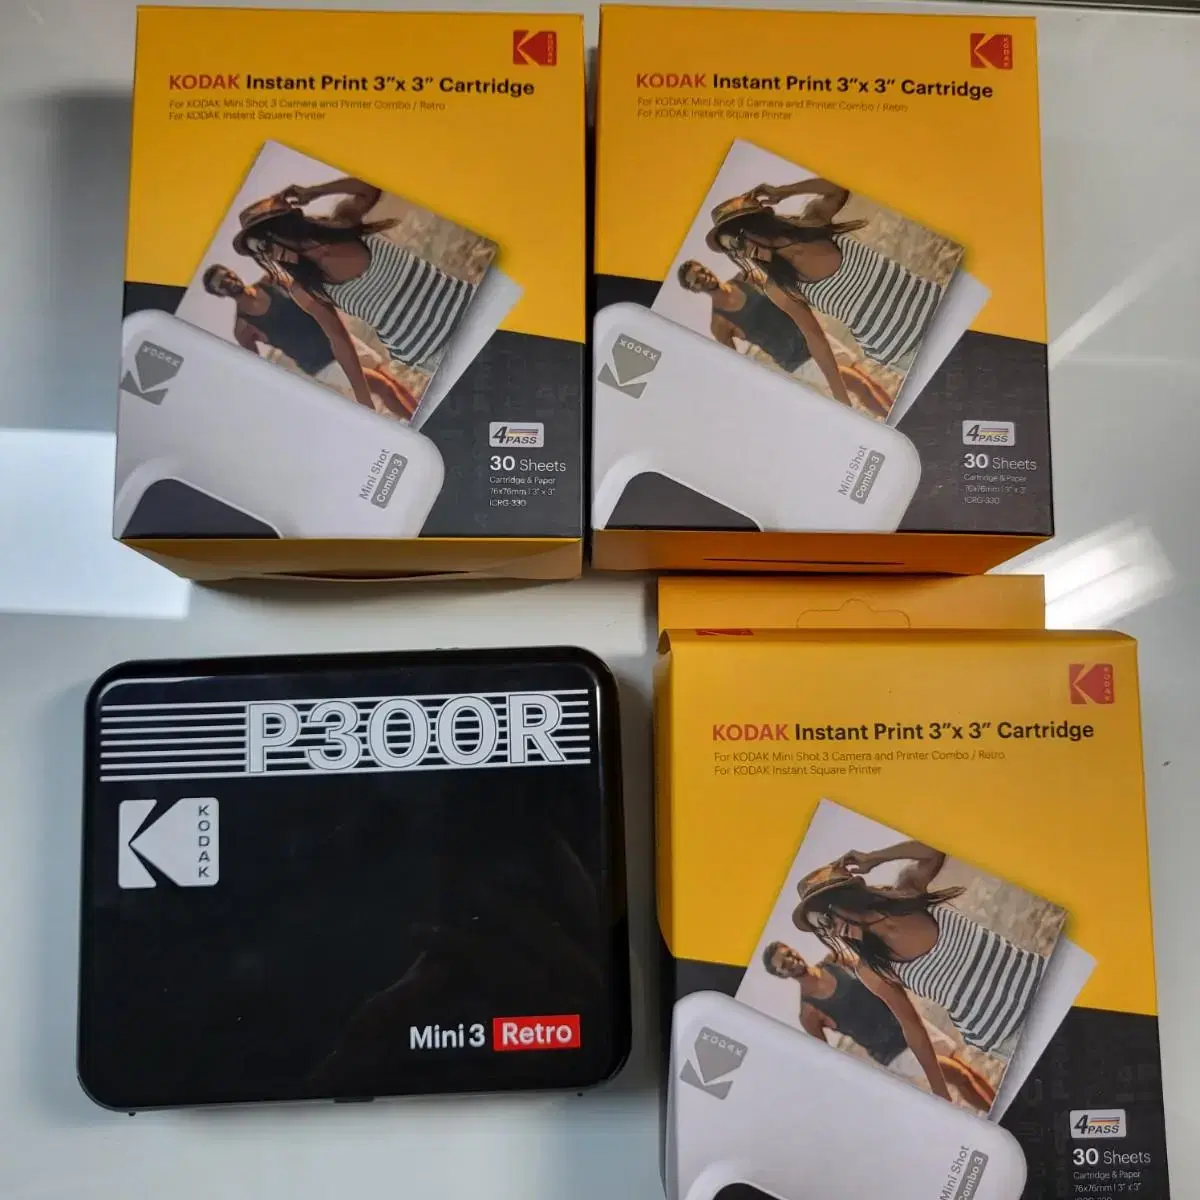 KODAK
KODAK Instant Print 3"x 3" Cartridge
For KODAK Mini Shot 3 Camera and Printer Combo / Retro
For KODAK Instant Square Printer
KODAK
Mini Shot
Combo 3
4PASS
30 Sheets
Cartridge & Paper
76x76mm | 3" x 3"
ICRG-330
KODAK
KODAK Instant Print 3"x 3" Cartridge
For KODAK Mini Shot 3 Camera and Printer Combo / Retro
For KODAK Instant Square Printer
KODAK
Mini Shot
Combo 3
4PASS
30 Sheets
Cartridge & Paper
76x76mm | 3" x 3"
ICRG-330
P300R
KODAK
Mini 3 Retro
KODAK
KODAK Instant Print 3"x 3" Cartridge
For KODAK Mini Shot 3 Camera and Printer Combo / Retro
For KODAK Instant Square Printer
KODAK
Mini Shot
Combo 3
4PASS
30 Sheets
Cartridge & Paper
76x76mm | 3" x 3"